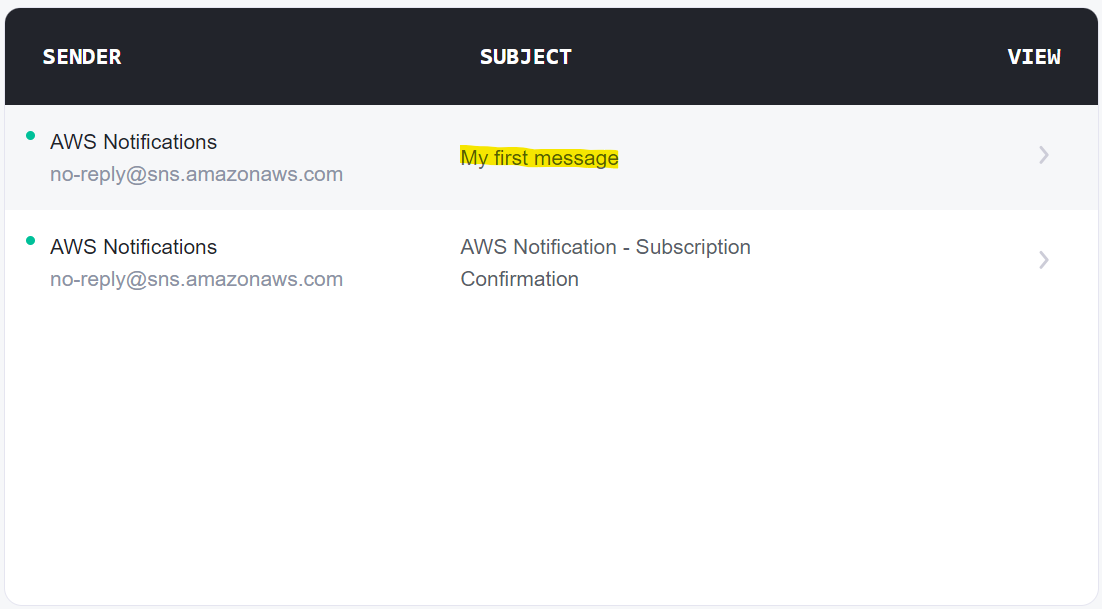 SENDER SUBJECT VIEW
AWS Notifications
no-reply@sns.amazonaws.com
My first message
AWS Notifications
no-reply@sns.amazonaws.com
AWS Notification - Subscription
Confirmation